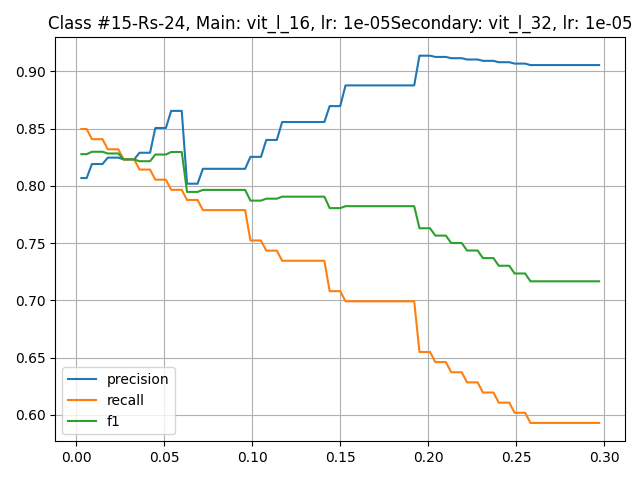 Class #15-Rs-24, Main: vit_l_16, lr: 1e-05Secondary: vit_l_32, lr: 1e-05
0.90
0.85
0.80
0.75
0.70
0.65
0.60
precision
recall
f1
0.00 0.05 0.10 0.15 0.20 0.25 0.30